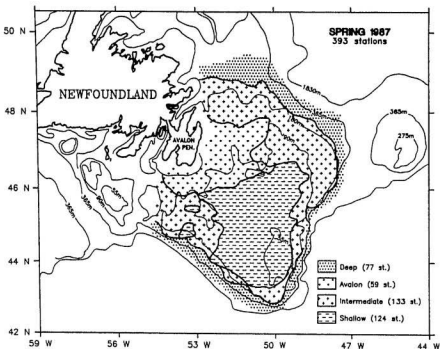 50 N
48 N
46 N
44 N
42 N
SPRING 1987
393 stations
NEWFOUNDLAND
AVALON
PEN.
1830m
365m
275m
365m
55m
Deep (77 st.)
Avalon (59 st.)
Intermediate (133 st.)
Shallow (124 st.)
59 W
56 W
53 W
50 W
47 W
44 W